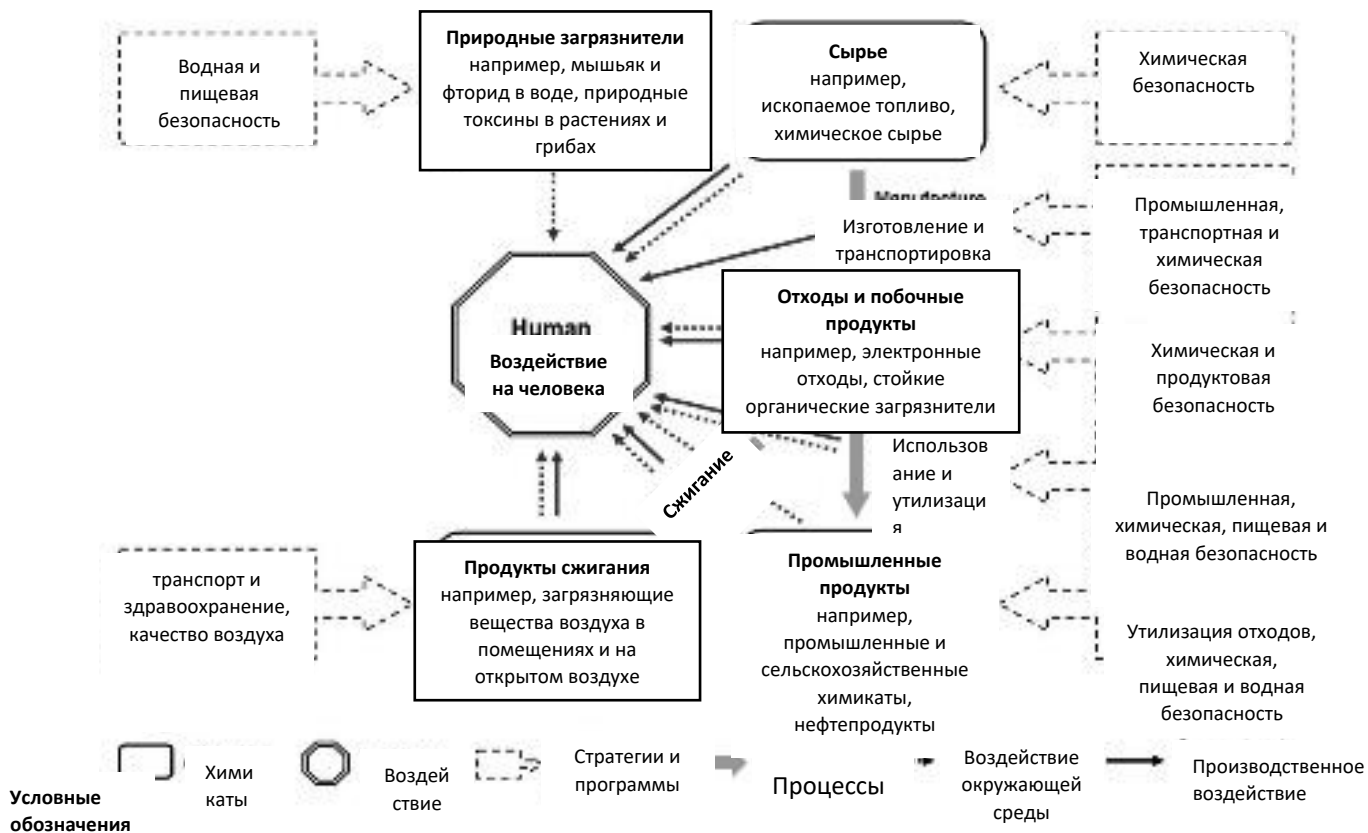 Природные загрязнители
например, мышьяк и
фторид в воде, природные
токсины в растениях и
грибах
Сырье
например,
ископаемое топливо,
химическое сырье
Водная и
пищевая
безопасность
Химическая
безопасность
Manufacture
Изготовление и
транспортировка
Промышленная,
транспортная и
химическая
безопасность
Human
Воздействие
на человека
Отходы и побочные
продукты
например, электронные
отходы, стойкие
органические загрязнители
Химическая и
продуктовая
безопасность
Сжигание
Использов
ание и
утилизаци
я
Промышленная,
химическая, пищевая и
водная безопасность
транспорт и
здравоохранение,
качество воздуха
Продукты сжигания
например, загрязняющие
вещества воздуха в
помещениях и на
открытом воздухе
Промышленные
продукты
например,
промышленные и
сельскохозяйственные
химикаты,
нефтепродукты
Утилизация отходов,
химическая,
пищевая и водная
безопасность
Условные
обозначения
Хими
каты
Воздей
ствие
Стратегии и
программы
Процессы
Воздействие
окружающей
среды
Производственное
воздействие